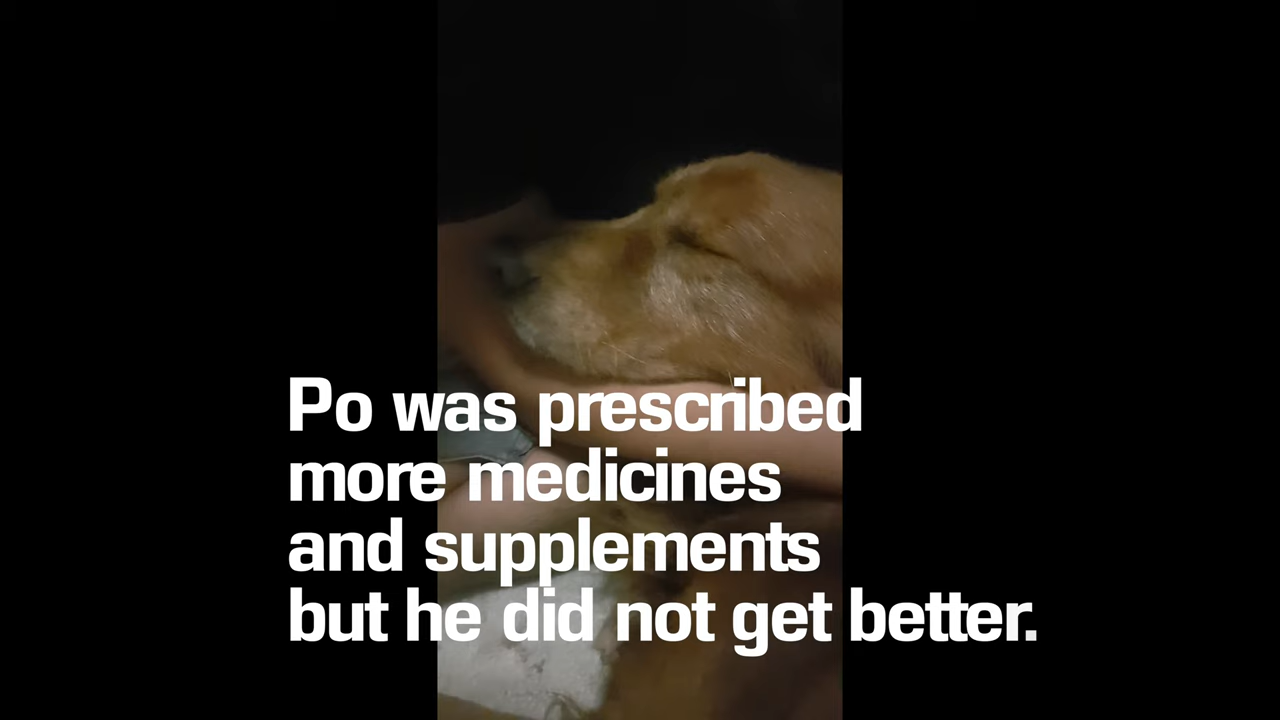 Po was prescribed
more medicines
and supplements
but he did not get better.